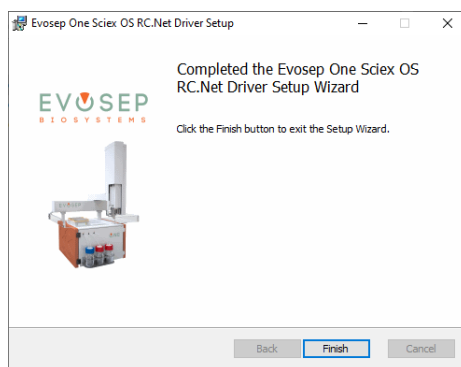 Evosep One Sciex OS RC.Net Driver Setup
Completed the Evosep One Sciex OS
RC.Net Driver Setup Wizard
EVOSEP
BIOSYSTEMS
Click the Finish button to exit the Setup Wizard.
EVOSEP
Back Finish Cancel